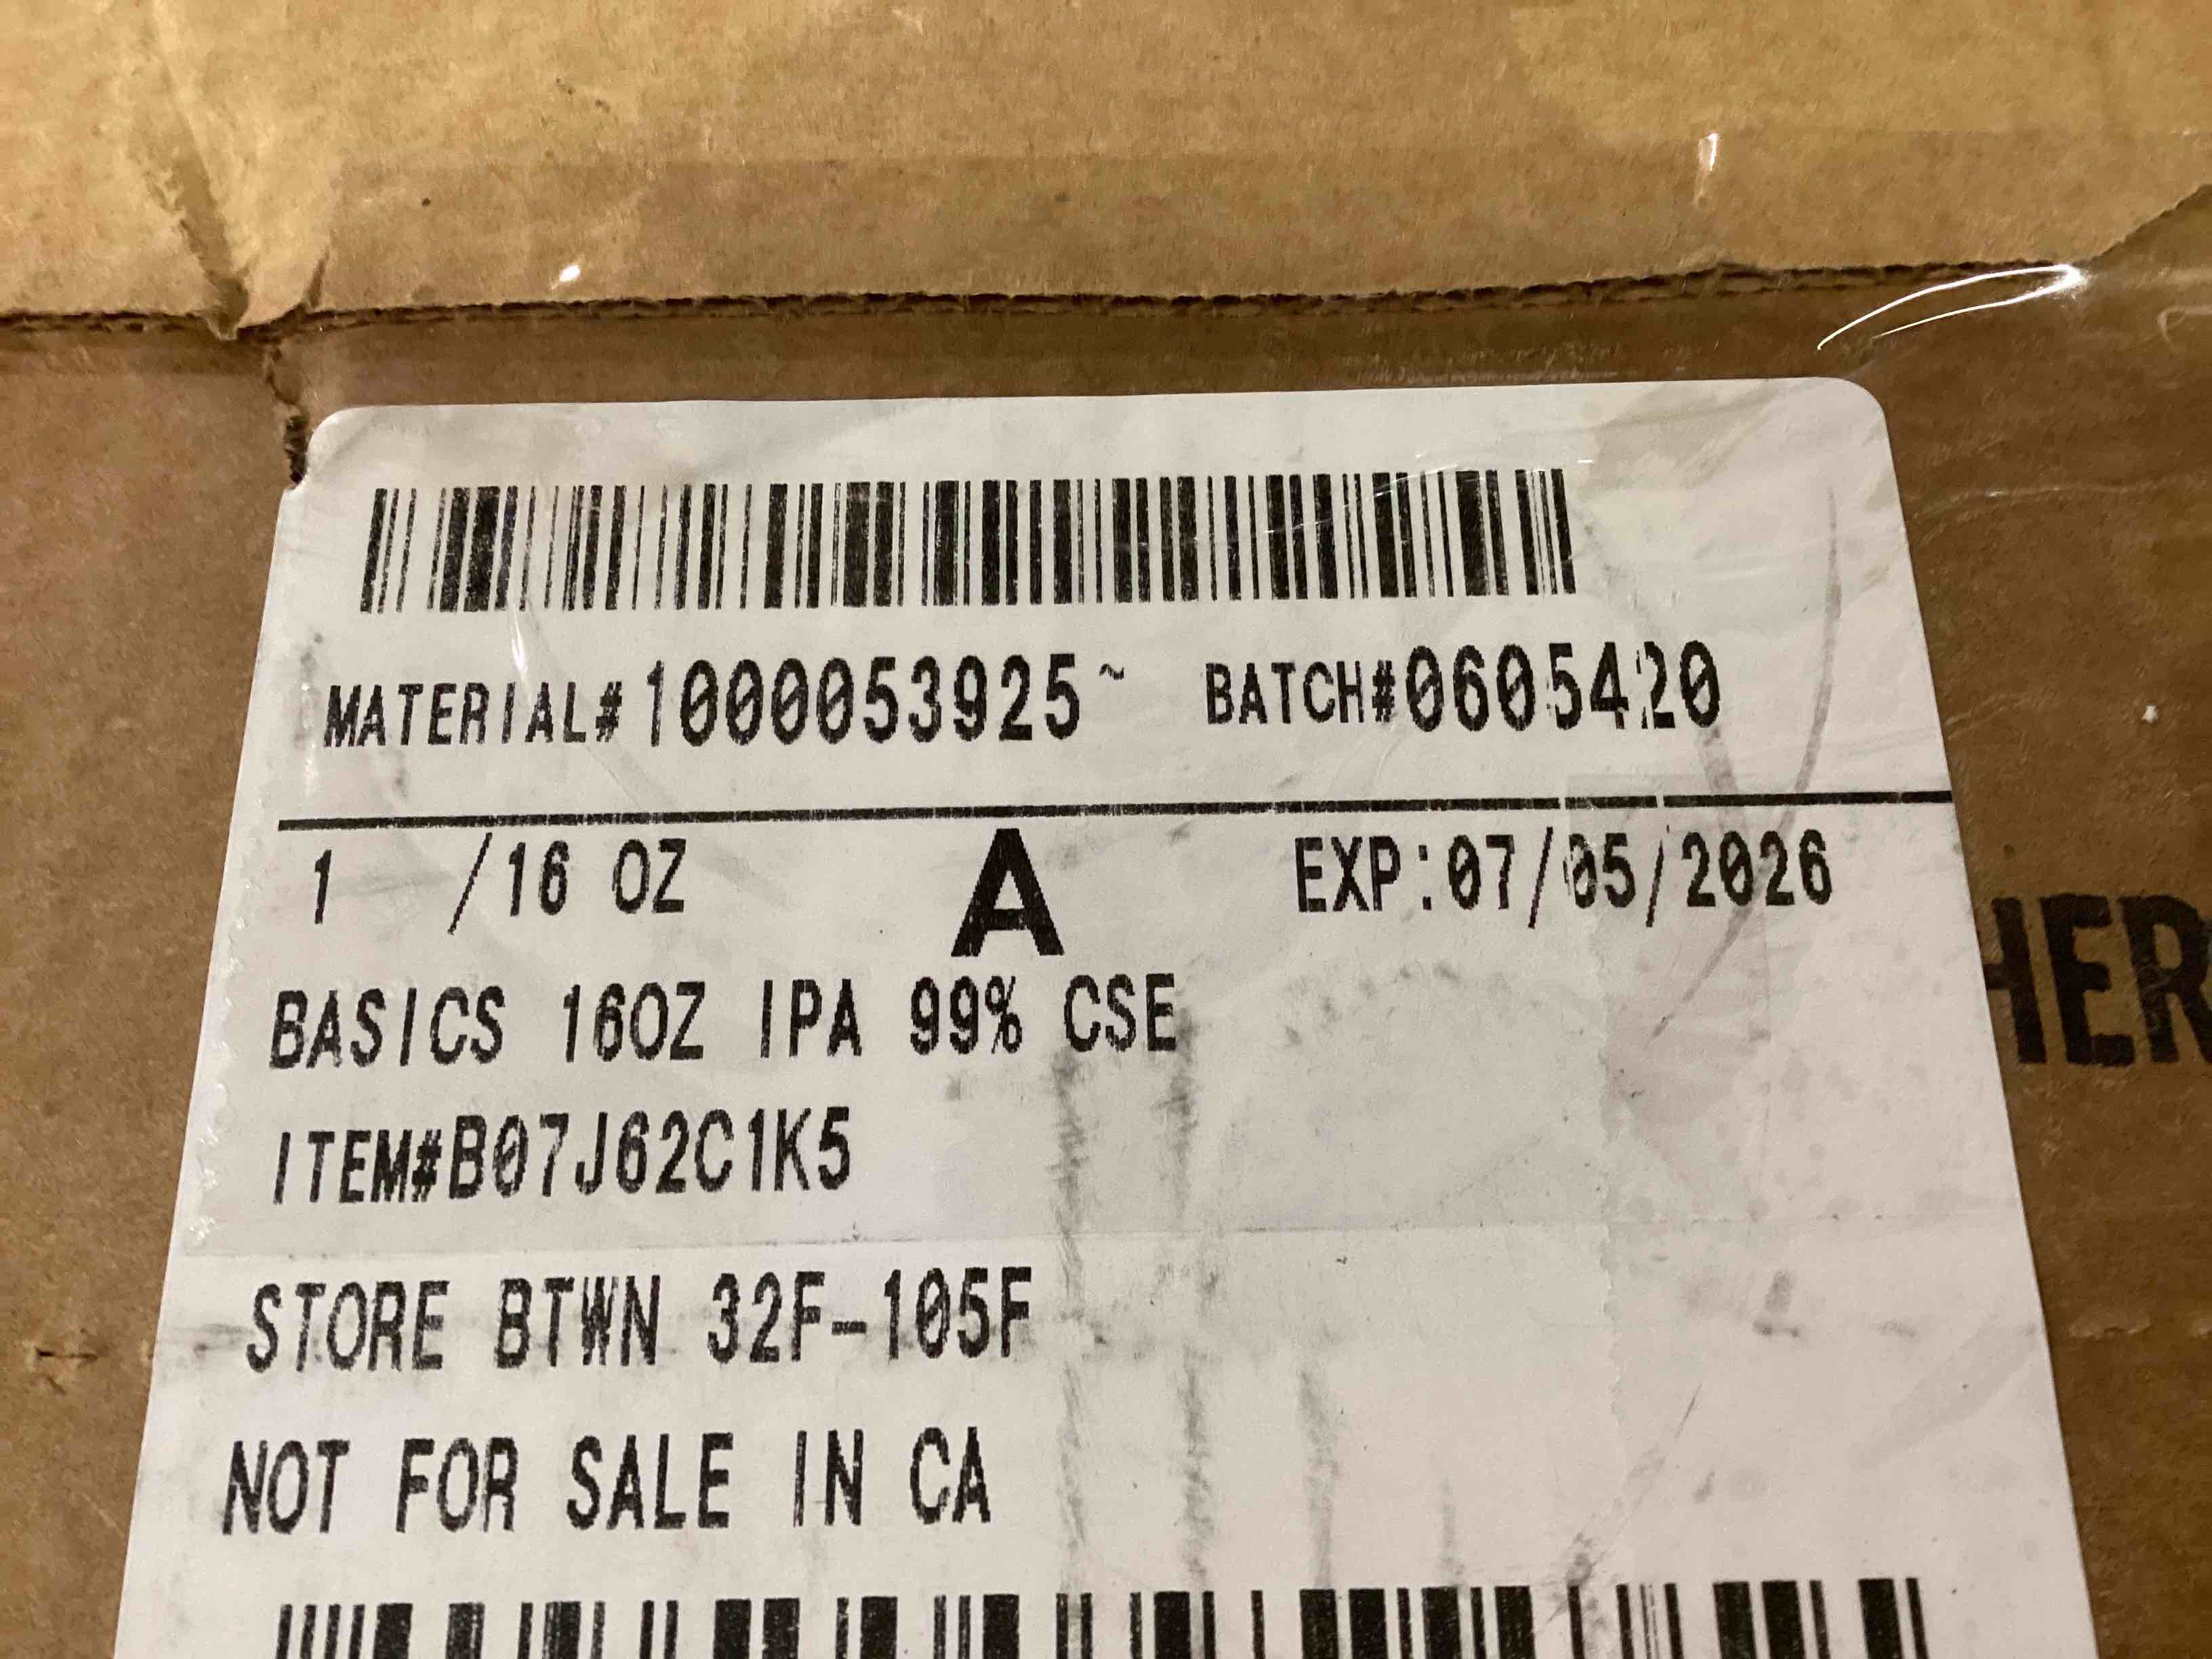 MATERIAL#1000053925~ BATCH#0605420
1 /16 OZ A EXP:07/05/2026
BASICS 16OZ IPA 99% CSE
ITEM#B07J62C1K5
STORE BTWN 32F-105F
NOT FOR SALE IN CA
HER